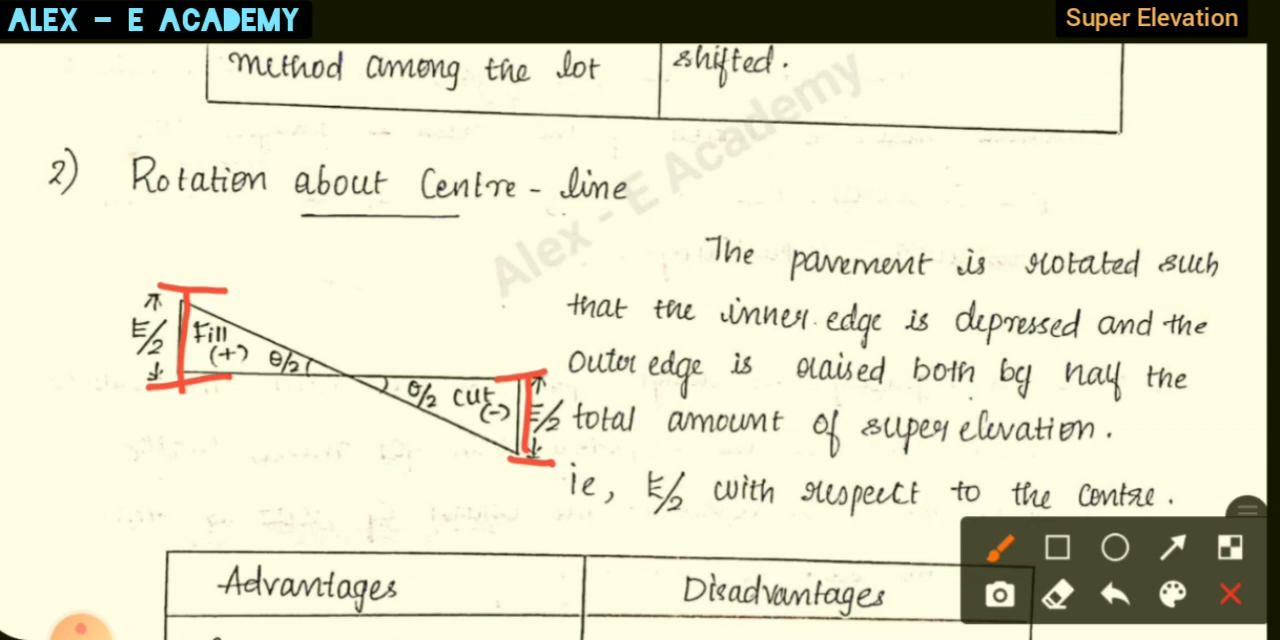 ALEX - E ACADEMY
Super Elevation
method among the lot
shifted.
Alex - E Academy
2) Rotation about Centre - line
The pavement is rotated such
that the inner edge is depressed and the
outer edge is raised both by half the
total amount of super elevation.
ie, E/2 with respect to the centre.
E/2
Fill
(+)
θ/2
θ/2
cut
(-)
E/2
Advantages
Disadvantages